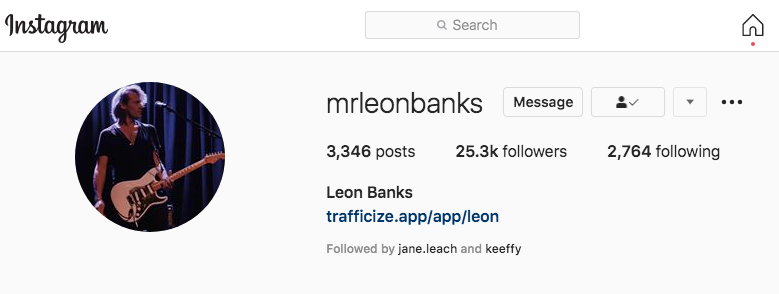 Instagram
Search
mrleonbanks Message
3,346 posts 25.3k followers 2,764 following
Leon Banks
trafficize.app/app/leon
Followed by jane.leach and keeffy